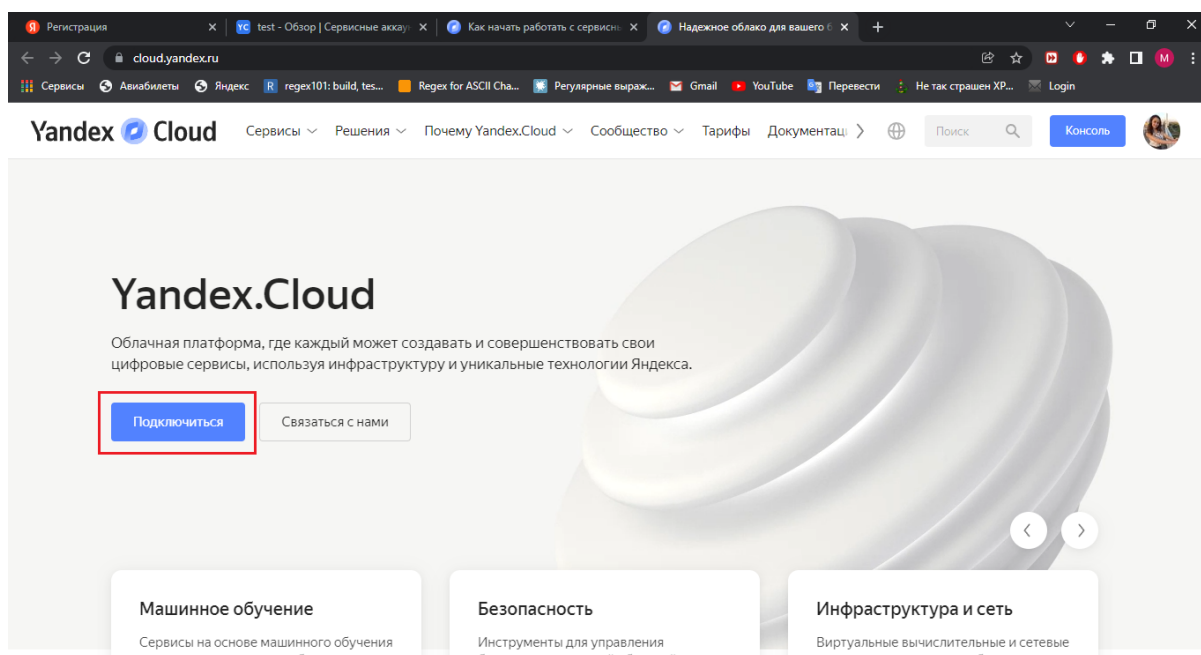 Регистрация
YC test - Обзор | Сервисные аккау
Как начать работать с сервисн
Надежное облако для вашего б
cloud.yandex.ru
M
Сервисы Авиабилеты Яндекс R regex101: build, tes... Regex for ASCII Cha... Регулярные выраж... Gmail YouTube Перевести Не так страшен XP... Login
Yandex Cloud Сервисы Решения Почему Yandex.Cloud Сообщество Тарифы Документац Поиск Консоль
Yandex.Cloud
Облачная платформа, где каждый может создавать и совершенствовать свои
цифровые сервисы, используя инфраструктуру и уникальные технологии Яндекса.
Подключиться Связаться с нами
Машинное обучение
Сервисы на основе машинного обучения
Безопасность
Инструменты для управления
Инфраструктура и сеть
Виртуальные вычислительные и сетевые